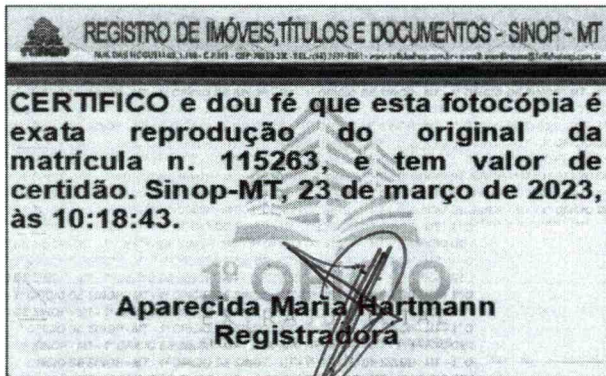 REGISTRO DE IMÓVEIS, TÍTULOS E DOCUMENTOS - SINOP - MT
CERTIFICO e dou fé que esta fotocópia é
exata reprodução do original da
matrícula n. 115263, e tem valor de
certidão. Sinop-MT, 23 de março de 2023,
às 10:18:43.
1º OFÍCIO
Aparecida Maria Hartmann
Registradora